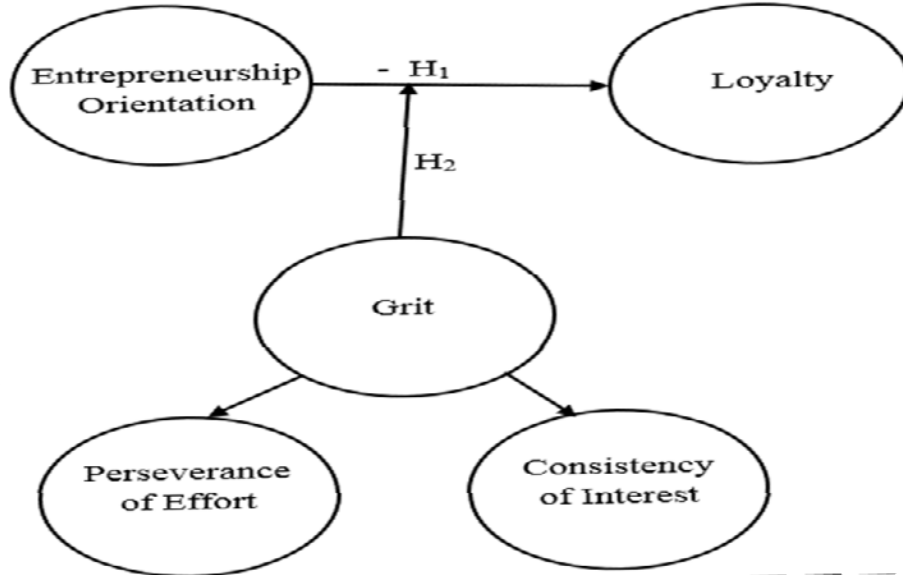 Entrepreneurship
Orientation
- H₁
Loyalty
H₂
Grit
Perseverance
of Effort
Consistency
of Interest